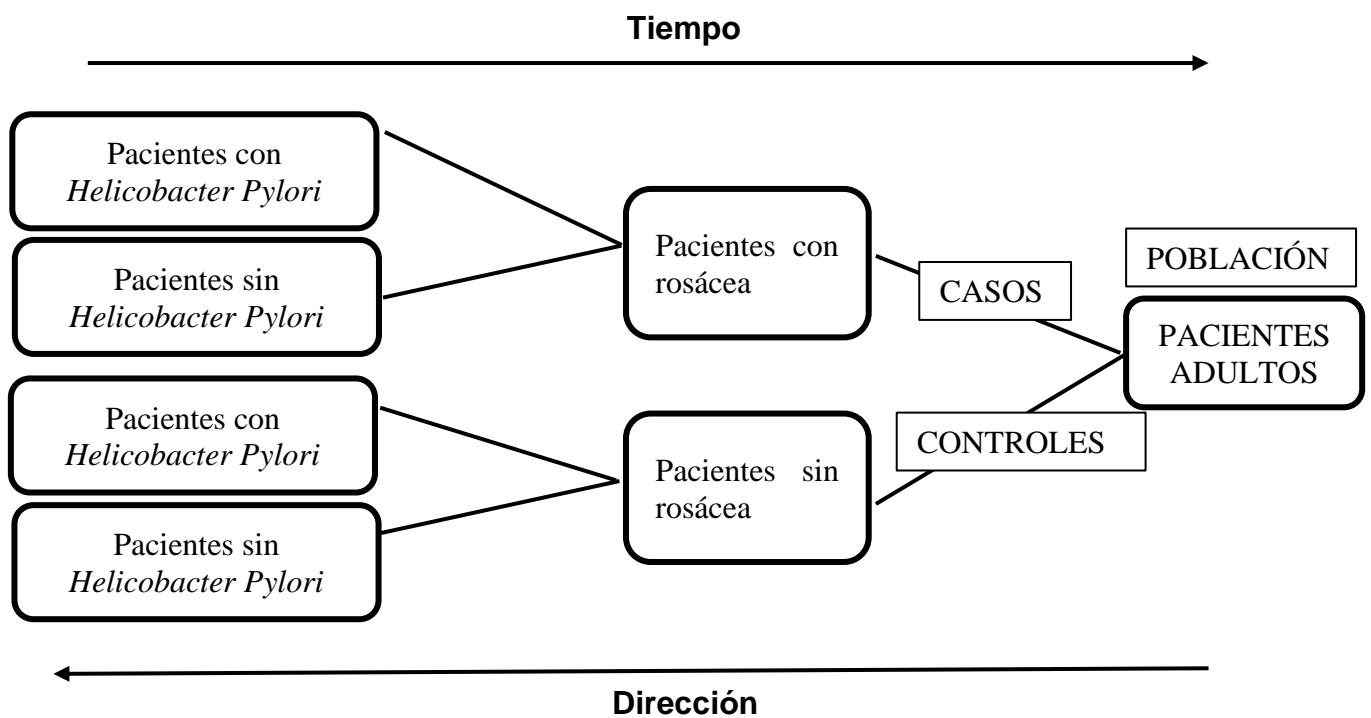 Tiempo
Pacientes con
Helicobacter Pylori
Pacientes sin
Helicobacter Pylori
Pacientes con
rosácea
CASOS
POBLACIÓN
PACIENTES
ADULTOS
Pacientes con
Helicobacter Pylori
Pacientes sin
Helicobacter Pylori
Pacientes sin
rosácea
CONTROLES
Dirección